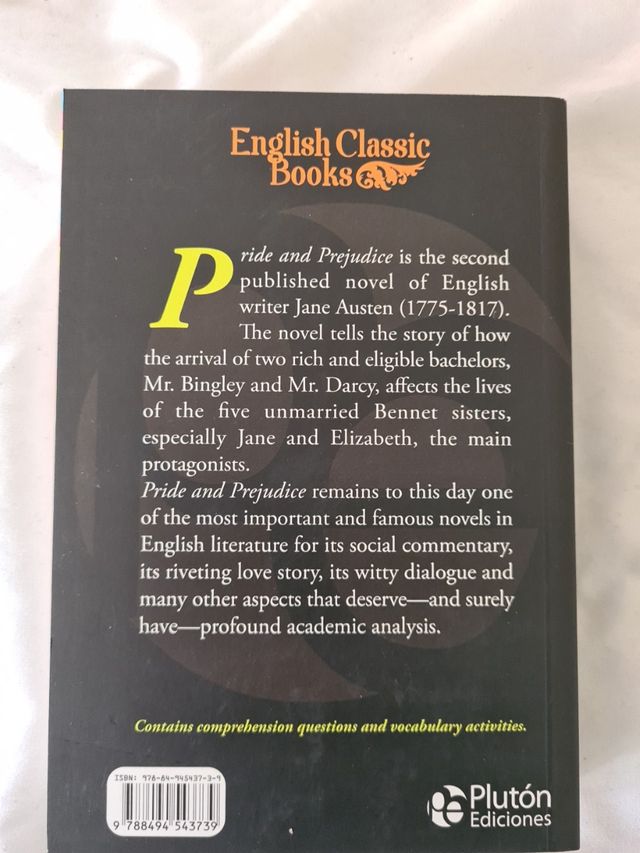 English Classic
Books
Pride and Prejudice is the second
published novel of English
writer Jane Austen (1775-1817).
The novel tells the story of how
the arrival of two rich and eligible bachelors,
Mr. Bingley and Mr. Darcy, affects the lives
of the five unmarried Bennet sisters,
especially Jane and Elizabeth, the main
protagonists.
Pride and Prejudice remains to this day one
of the most important and famous novels in
English literature for its social commentary,
its riveting love story, its witty dialogue and
many other aspects that deserve—and surely
have—profound academic analysis.
Contains comprehension questions and vocabulary activities.
ISBN: 978-84-945437-3-9
9 788494 543739
Plutón
Ediciones